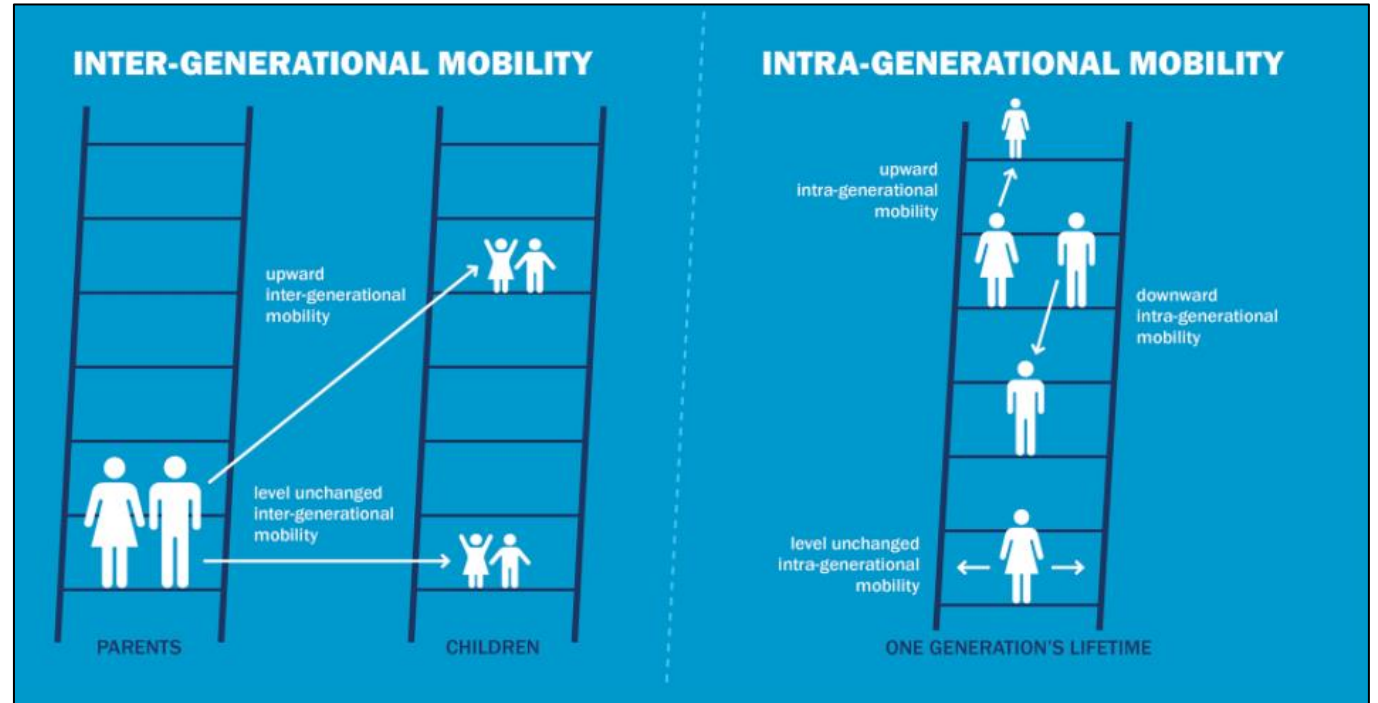 INTER-GENERATIONAL MOBILITY
upward
inter-generational
mobility
level unchanged
inter-generational
mobility
PARENTS
CHILDREN
INTRA-GENERATIONAL MOBILITY
upward
intra-generational
mobility
downward
intra-generational
mobility
level unchanged
intra-generational
mobility
ONE GENERATION'S LIFETIME